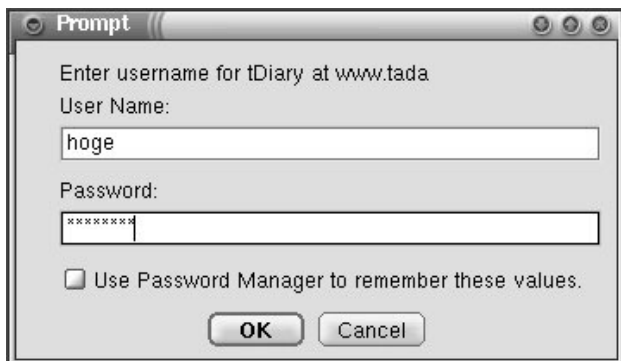 Prompt
Enter username for tDiary at www.tada
User Name:
hoge
Password:
********
Use Password Manager to remember these values.
OK
Cancel